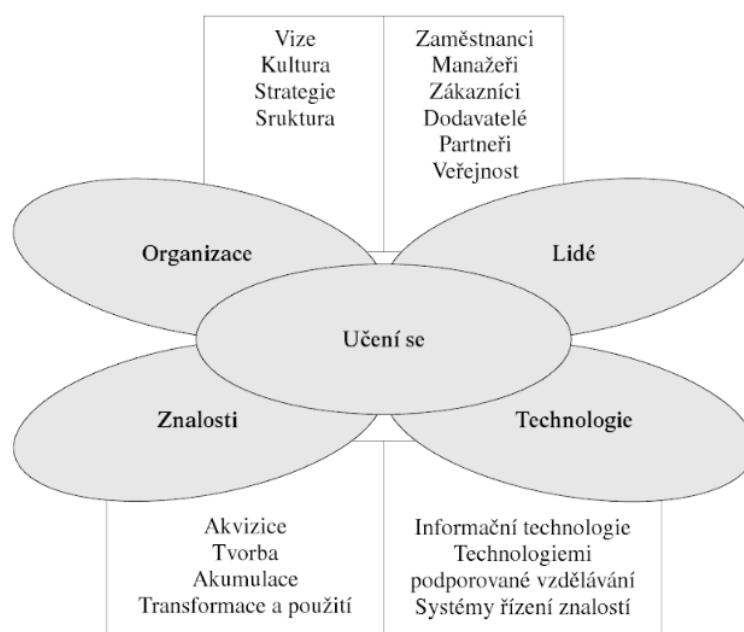 Vize
Kultura
Strategie
Sruktura
Zaměstnanci
Manažeři
Zákazníci
Dodavatelé
Partneři
Veřejnost
Organizace
Lidé
Učení se
Znalosti
Technologie
Akvizice
Tvorba
Akumulace
Transformace a použití
Informační technologie
Technologiemi
podporované vzdělávání
Systémy řízení znalostí